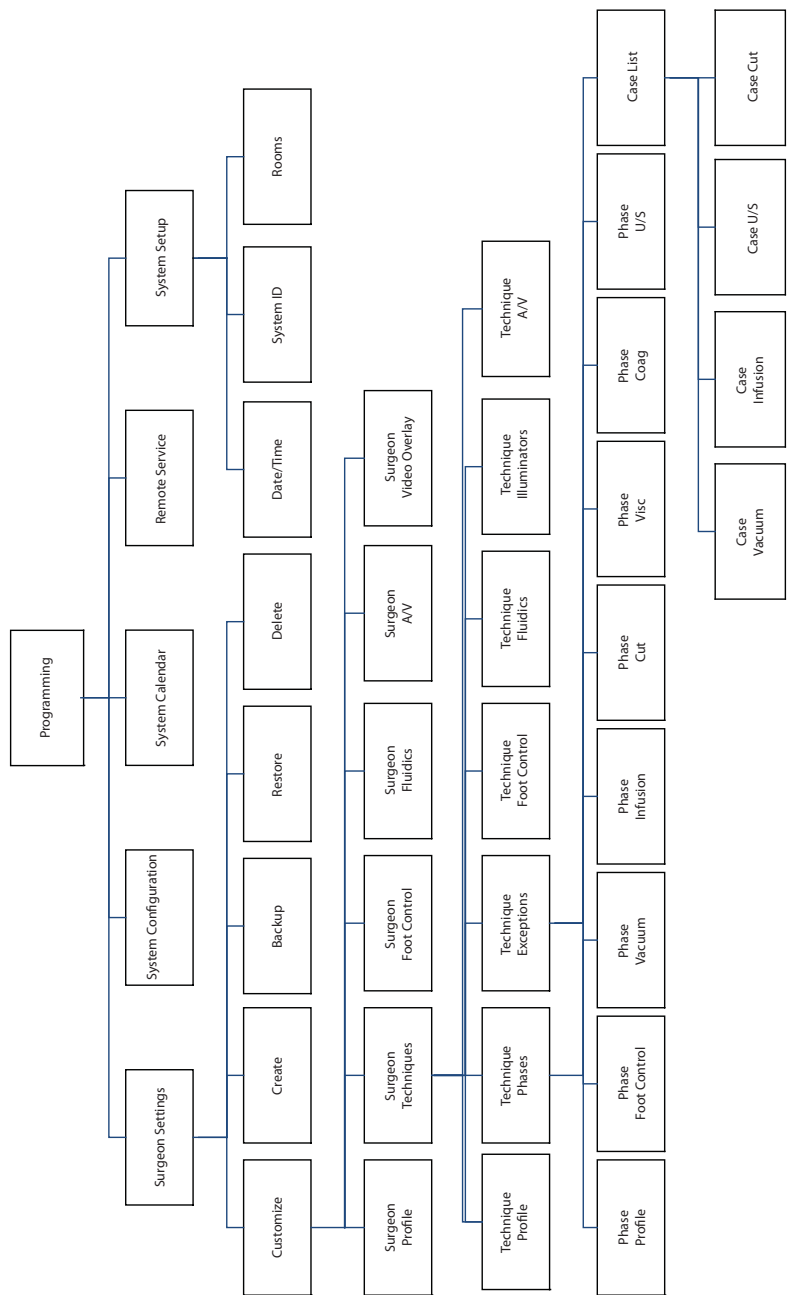 Programming
Surgeon Settings
System Configuration
System Calendar
Remote Service
System Setup
Customize
Create
Backup
Restore
Delete
Date/Time
System ID
Rooms
Surgeon
Profile
Surgeon
Techniques
Surgeon
Foot Control
Surgeon
Fluidics
Surgeon
A/V
Surgeon
Video Overlay
Technique
Profile
Technique
Phases
Technique
Exceptions
Technique
Foot Control
Technique
Fluidics
Technique
Illuminators
Technique
A/V
Phase
Profile
Phase
Foot Control
Phase
Vacuum
Phase
Infusion
Phase
Cut
Phase
Visc
Phase
Coag
Phase
U/S
Case List
Case
Vacuum
Case
Infusion
Case U/S
Case Cut